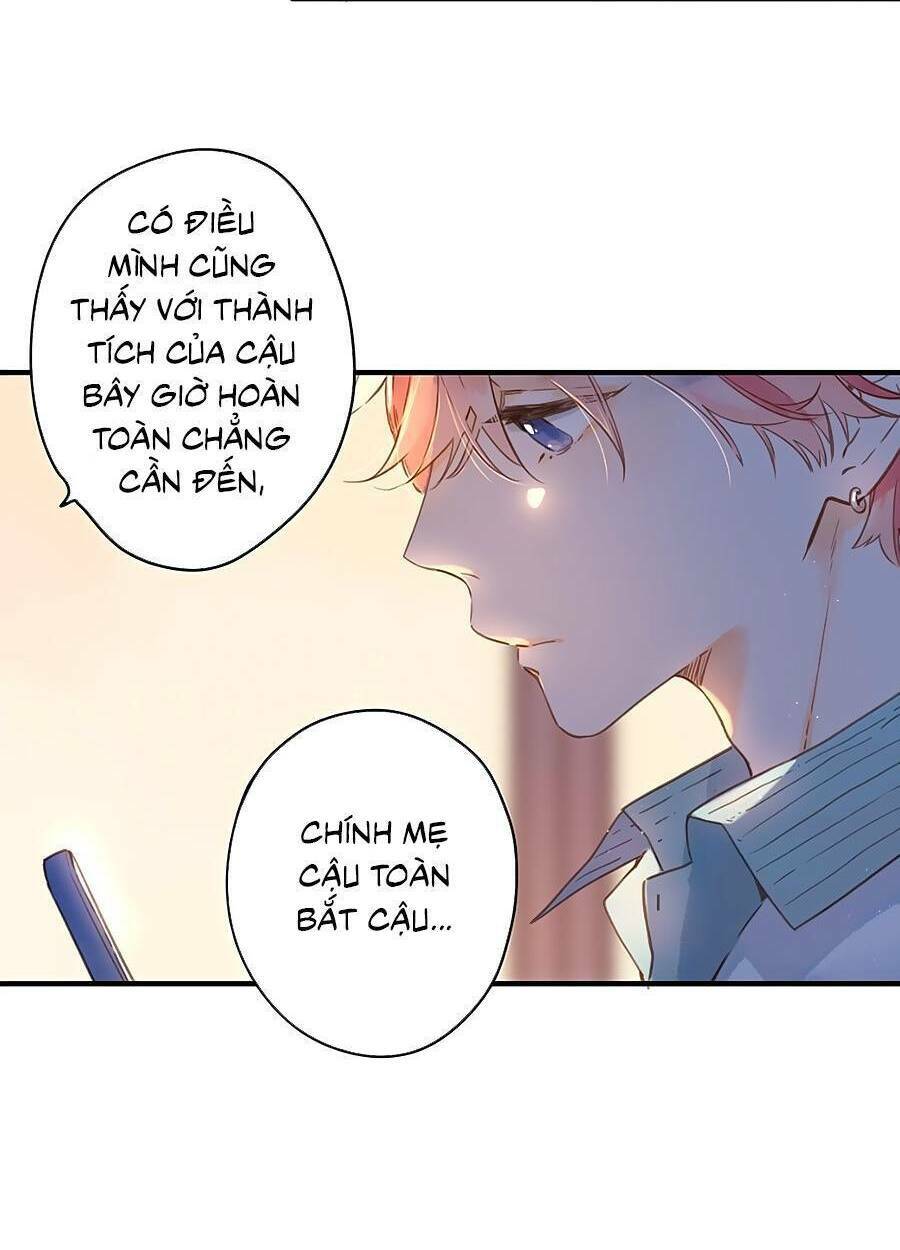 CÓ ĐIỀU
MÌNH CŨNG
THẤY VỚI THÀNH
TÍCH CỦA CẬU
BÂY GIỜ HOÀN
TOÀN CHẲNG
CẦN ĐẾN,
CHÍNH MẸ
CẬU TOÀN
BẮT CẬU...